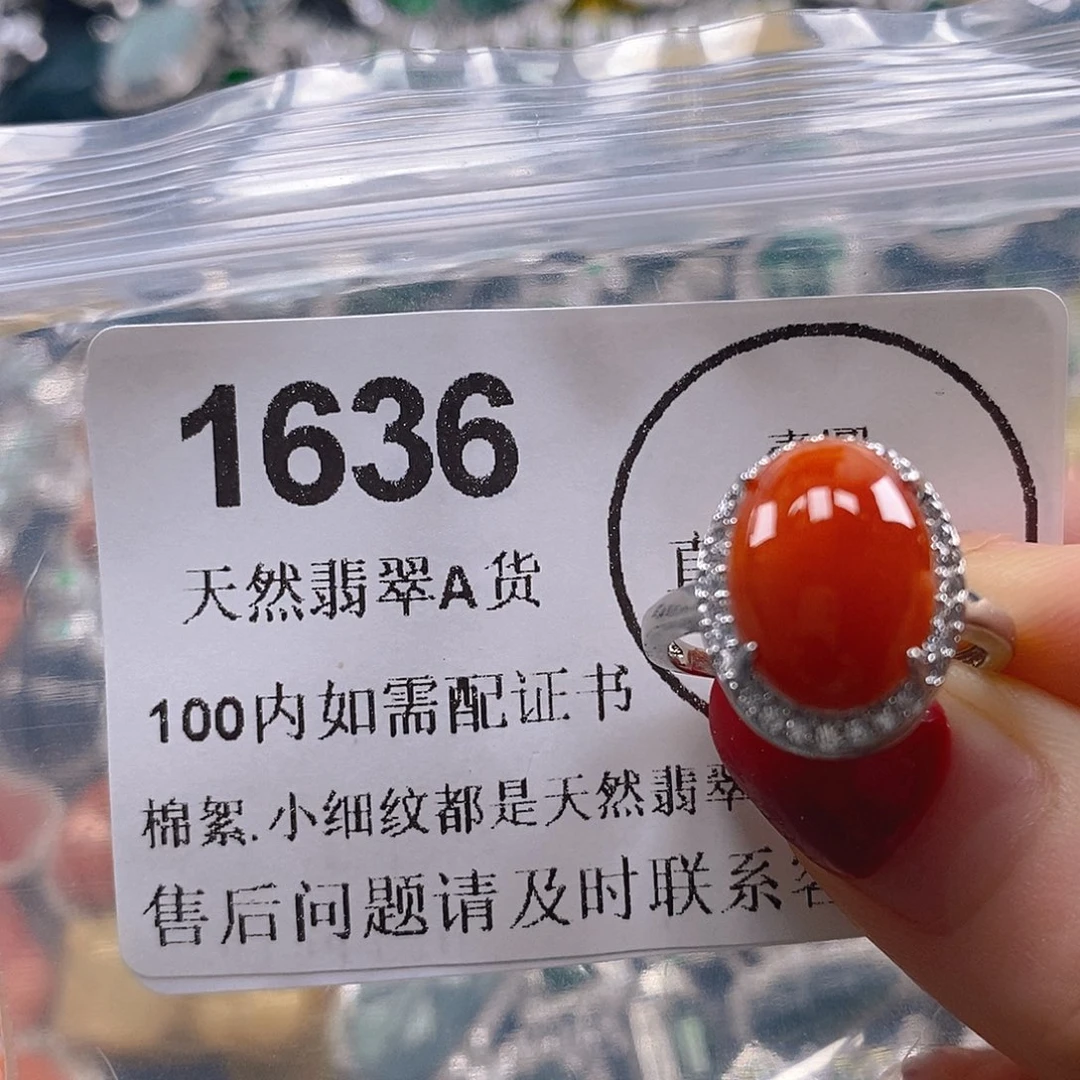 1636
天然翡翠A货
100内如需配证书
棉絮.小细纹都是天然翡翠
售后问题请及时联系客